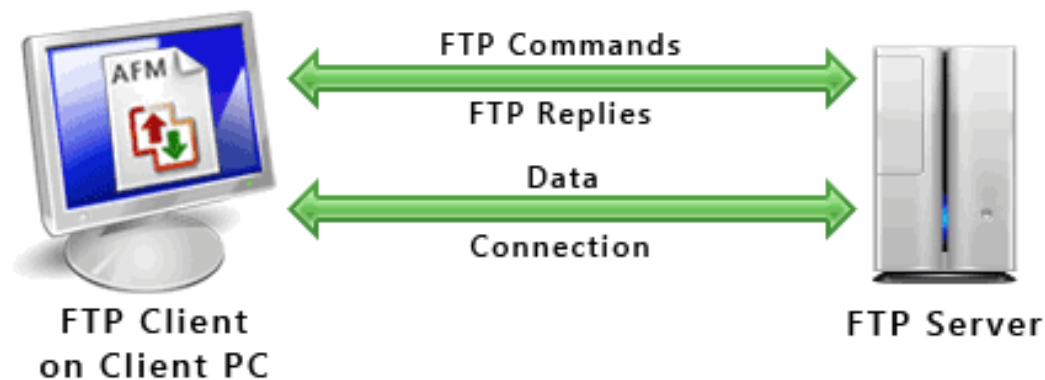 AFM
FTP Commands
FTP Replies
Data
Connection
FTP Client
on Client PC
FTP Server